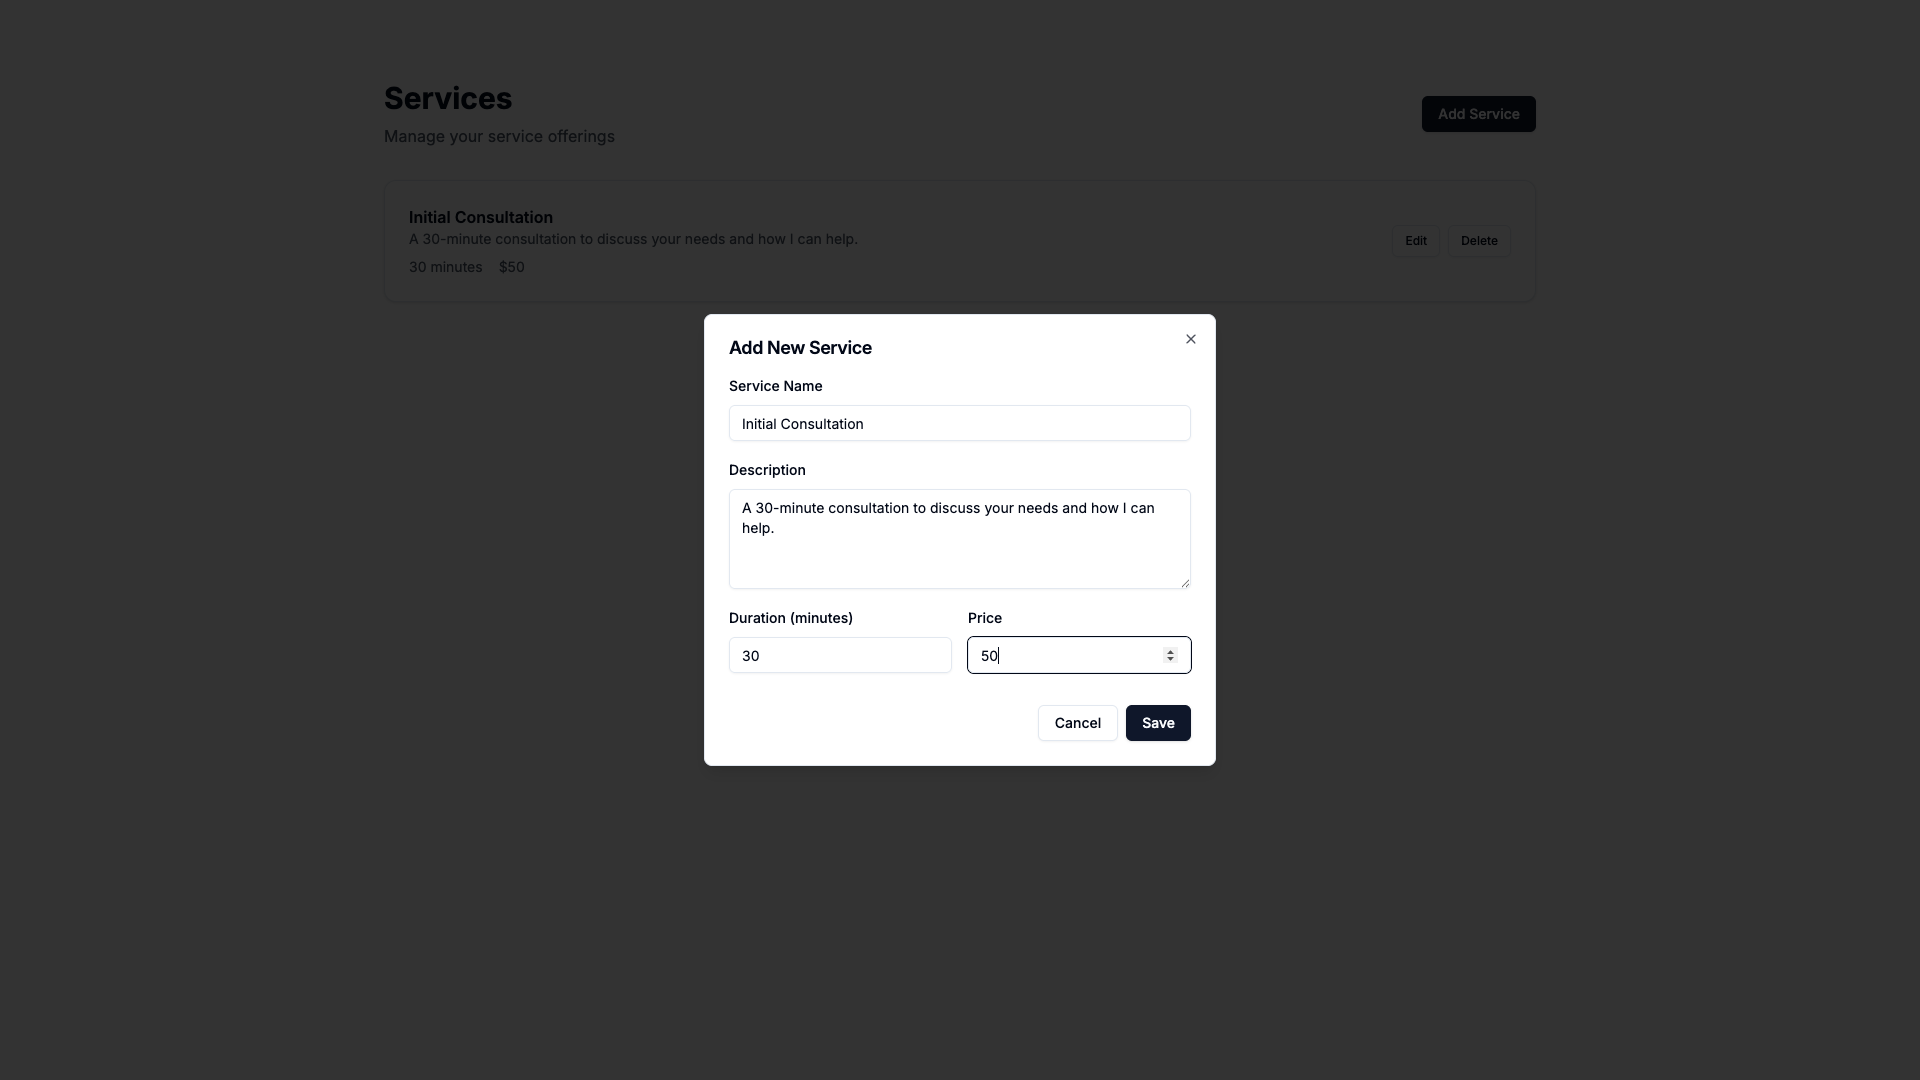 Services
Manage your service offerings
Add Service
Initial Consultation
A 30-minute consultation to discuss your needs and how I can help.
30 minutes $50
Edit
Delete
Add New Service
Service Name
Initial Consultation
Description
A 30-minute consultation to discuss your needs and how I can
help.
Duration (minutes)
Price
30
50
Cancel
Save